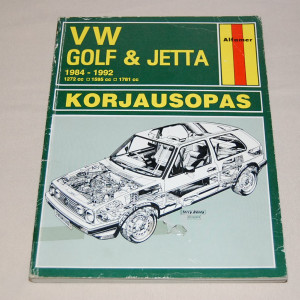 VW
GOLF & JETTA
Alfamer
1984 - 1992
1272 cc □ 1595 cc □ 1781 cc
KORJAUSOPAS